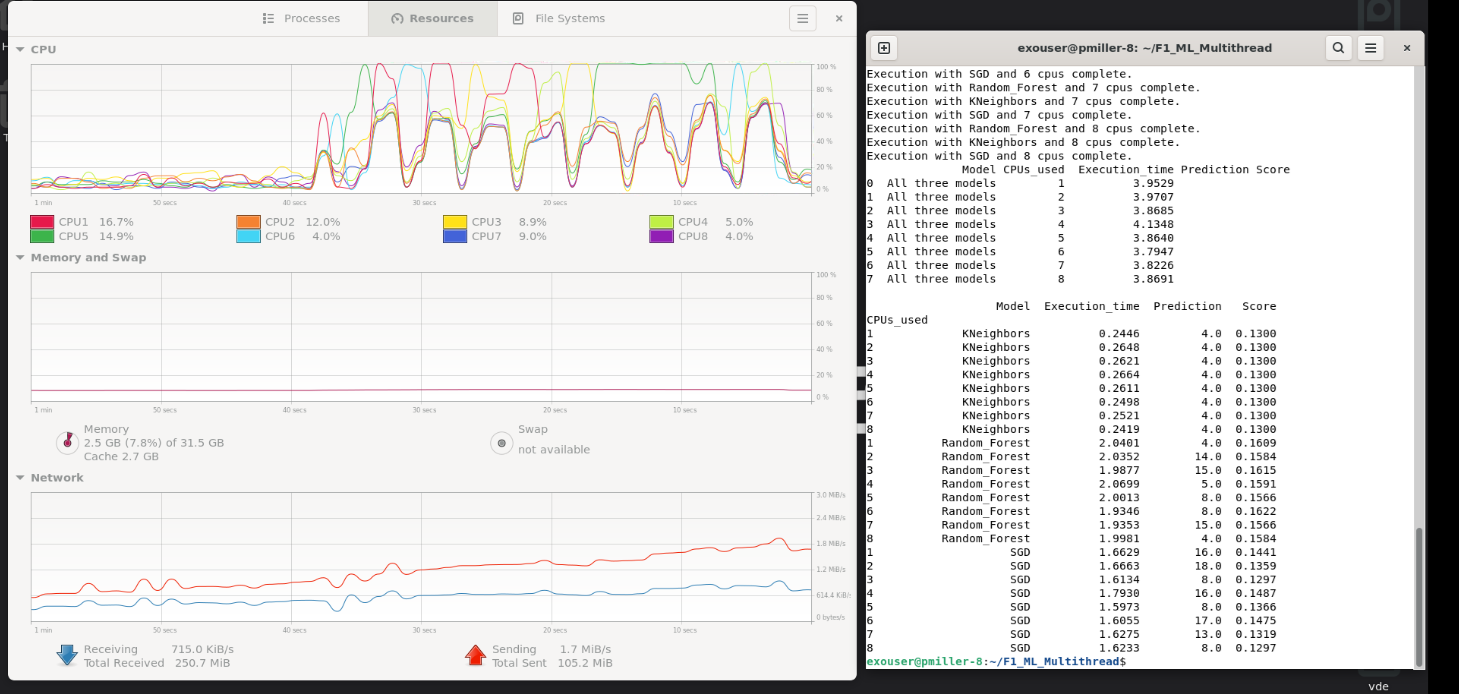 Processes
Resources
File Systems
CPU
100 %
80 %
60 %
40 %
20 %
0 %
1 min 50 secs 40 secs 30 secs 20 secs 10 secs
CPU1 16.7% CPU2 12.0% CPU3 8.9% CPU4 5.0%
CPU5 14.9% CPU6 4.0% CPU7 9.0% CPU8 4.0%
Memory and Swap
100 %
80 %
60 %
40 %
20 %
0 %
1 min 50 secs 40 secs 30 secs 20 secs 10 secs
Memory
2.5 GB (7.8%) of 31.5 GB
Cache 2.7 GB
Swap
not available
Network
3.0 MiB/s
2.4 MiB/s
1.8 MiB/s
1.2 MiB/s
614.4 KiB/s
0 bytes/s
1 min 50 secs 40 secs 30 secs 20 secs 10 secs
Receiving 715.0 KiB/s
Total Received 250.7 MiB
Sending 1.7 MiB/s
Total Sent 105.2 MiB
exouser@pmiller-8: ~/F1_ML_Multithread
Execution with SGD and 6 cpus complete.
Execution with Random_Forest and 7 cpus complete.
Execution with KNeighbors and 7 cpus complete.
Execution with SGD and 7 cpus complete.
Execution with Random_Forest and 8 cpus complete.
Execution with KNeighbors and 8 cpus complete.
Execution with SGD and 8 cpus complete.
Model CPUs_used Execution_time Prediction Score
0 All three models 1 3.9529
1 All three models 2 3.9707
2 All three models 3 3.8685
3 All three models 4 4.1348
4 All three models 5 3.8640
5 All three models 6 3.7947
6 All three models 7 3.8226
7 All three models 8 3.8691
Model Execution_time Prediction Score
CPUs_used
1 KNeighbors 0.2446 4.0 0.1300
2 KNeighbors 0.2648 4.0 0.1300
3 KNeighbors 0.2621 4.0 0.1300
4 KNeighbors 0.2664 4.0 0.1300
5 KNeighbors 0.2611 4.0 0.1300
6 KNeighbors 0.2498 4.0 0.1300
7 KNeighbors 0.2521 4.0 0.1300
8 KNeighbors 0.2419 4.0 0.1300
1 Random_Forest 2.0401 4.0 0.1609
2 Random_Forest 2.0352 14.0 0.1584
3 Random_Forest 1.9877 15.0 0.1615
4 Random_Forest 2.0699 5.0 0.1591
5 Random_Forest 2.0013 8.0 0.1566
6 Random_Forest 1.9346 8.0 0.1622
7 Random_Forest 1.9353 15.0 0.1566
8 Random_Forest 1.9981 4.0 0.1584
1 SGD 1.6629 16.0 0.1441
2 SGD 1.6663 18.0 0.1359
3 SGD 1.6134 8.0 0.1297
4 SGD 1.7930 16.0 0.1487
5 SGD 1.5973 8.0 0.1366
6 SGD 1.6055 17.0 0.1475
7 SGD 1.6275 13.0 0.1319
8 SGD 1.6233 8.0 0.1297
exouser@pmiller-8:~/F1_ML_Multithread$
vde